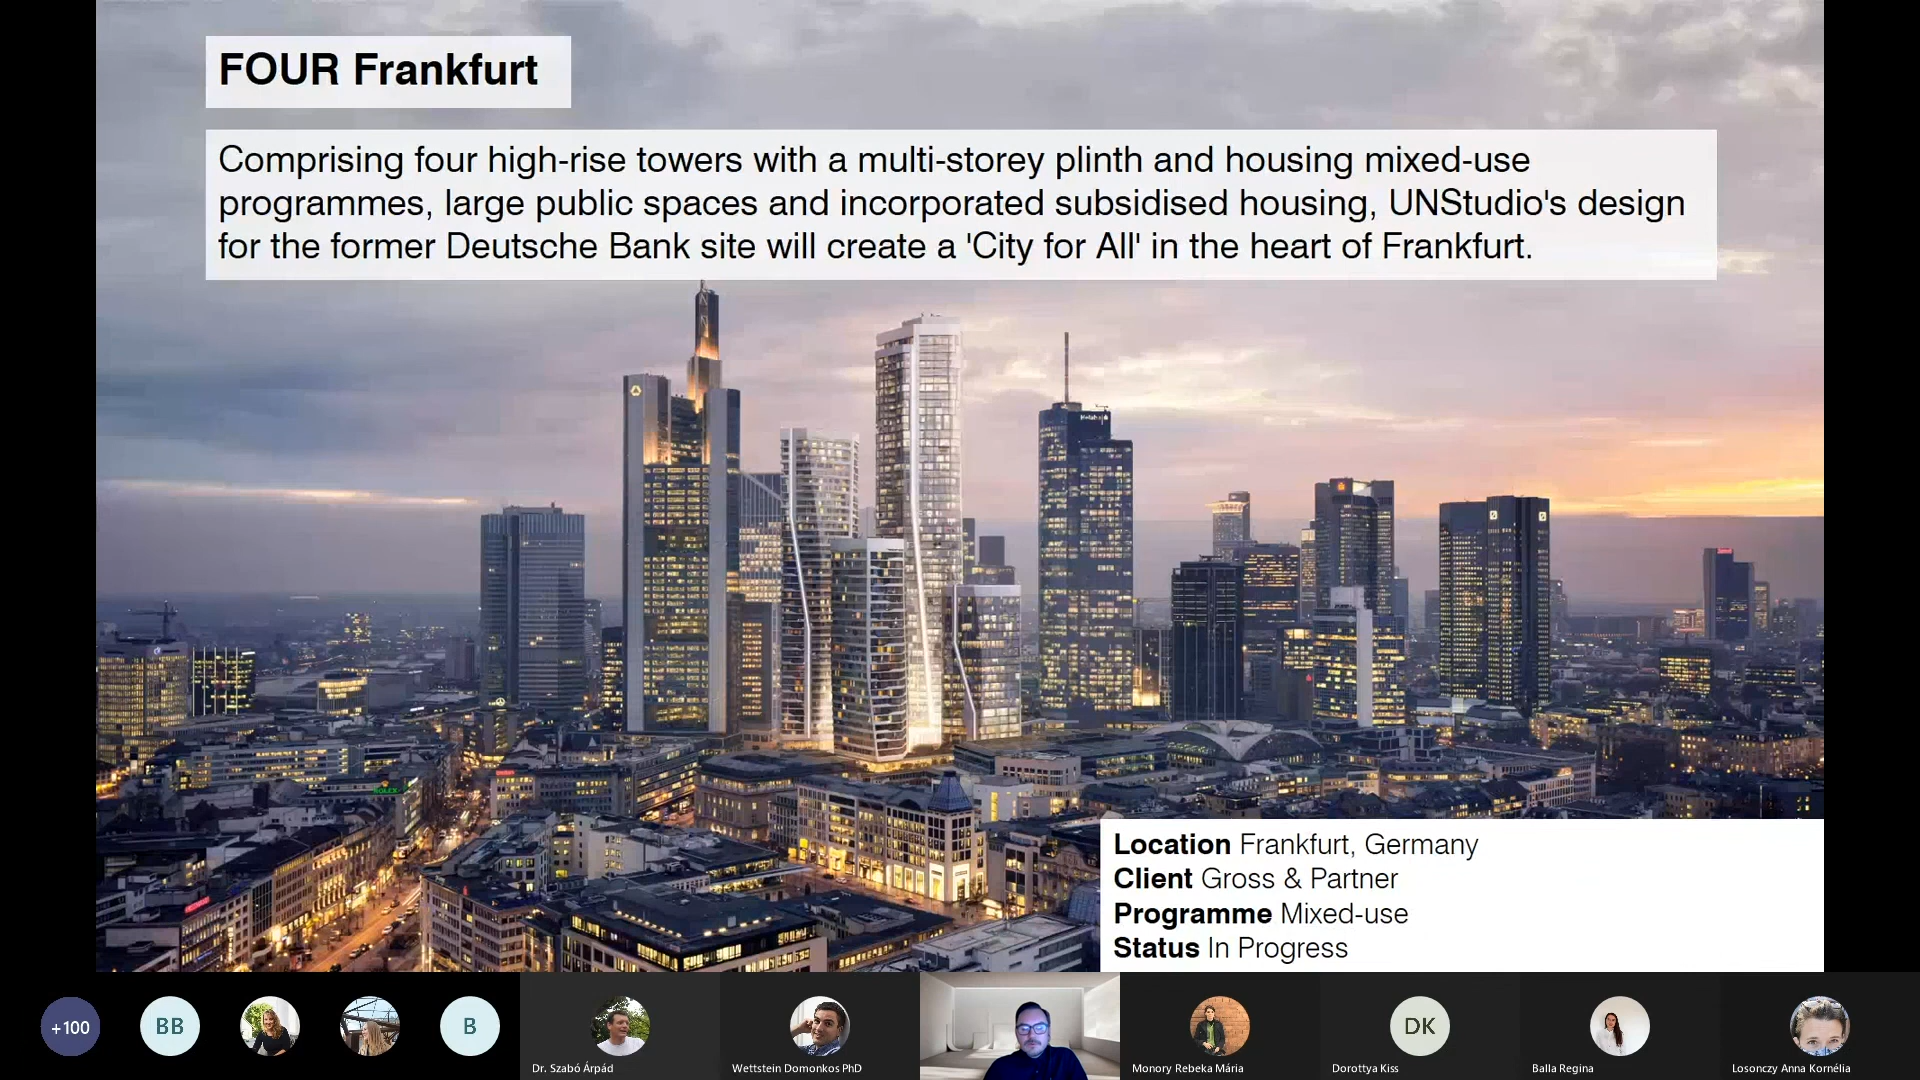 FOUR Frankfurt
Comprising four high-rise towers with a multi-storey plinth and housing mixed-use
programmes, large public spaces and incorporated subsidised housing, UNStudio's design
for the former Deutsche Bank site will create a 'City for All' in the heart of Frankfurt.
ROLEX
Location Frankfurt, Germany
Client Gross & Partner
Programme Mixed-use
Status In Progress
+100
BB
B
DK
Dr. Szabó Árpád
Wettstein Domonkos PhD
Monory Rebeka Mária
Dorottya Kiss
Balla Regina
Losonczy Anna Kornélia